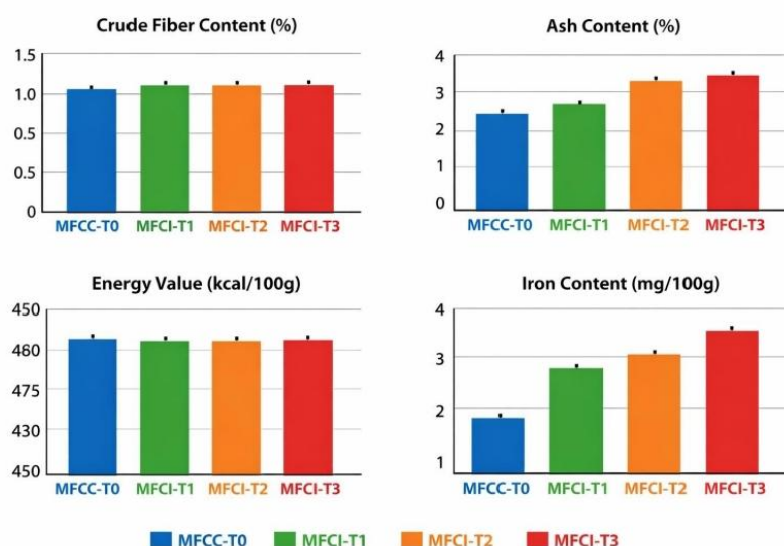 Crude Fiber Content (%)
1.5
1.0
0.5
0.5
0
MFCC-T0 MFCI-T1 MFCI-T2 MFCI-T3
Ash Content (%)
4
3
2
1
0
MFCC-T0 MFCI-T1 MFCI-T2 MFCI-T3
Energy Value (kcal/100g)
450
460
475
430
450
MFCC-T0 MFCI-T1 MFCI-T2 MFCI-T3
Iron Content (mg/100g)
4
3
2
1
MFCC-T0 MFCI-T1 MFCI-T2 MFCI-T3
MFCC-T0 MFCI-T1 MFCI-T2 MFCI-T3